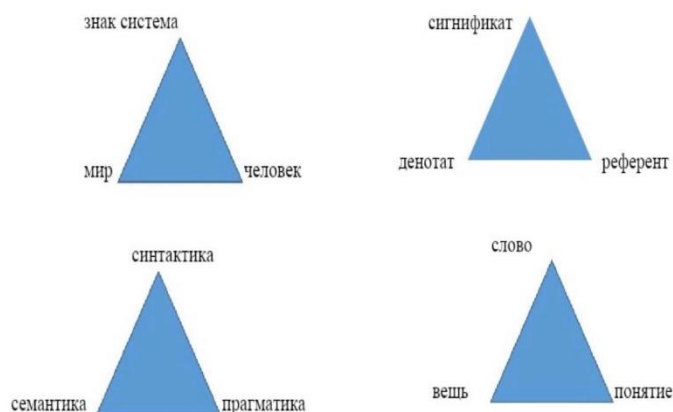 знак система
мир
человек
сигнификат
денотат
референт
синтактика
семантика
прагматика
слово
вещь
понятие